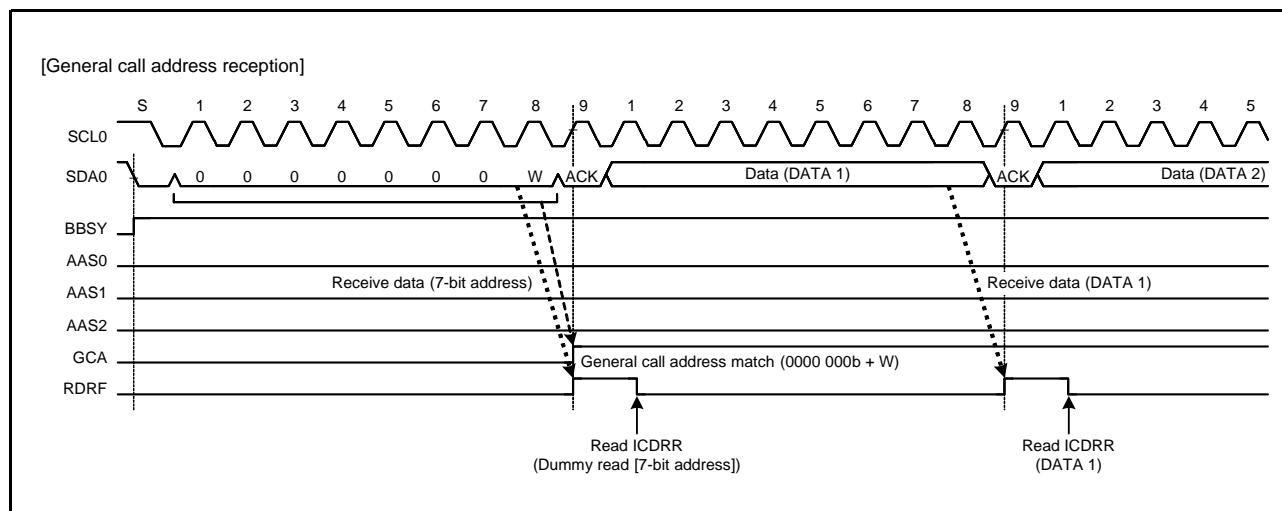 [General call address reception]
S 1 2 3 4 5 6 7 8 9 1 2 3 4 5 6 7 8 9 1 2 3 4 5
SCL0
SDA0 0 0 0 0 0 0 0 W ACK Data (DATA 1) ACK Data (DATA 2)
BBSY
AAS0
Receive data (7-bit address) Receive data (DATA 1)
AAS1
AAS2
GCA General call address match (0000 000b + W)
RDRF
Read ICDRR Read ICDRR
(Dummy read [7-bit address]) (DATA 1)